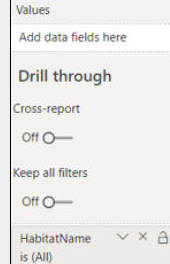 Values
Add data fields here
Drill through
Cross-report
Off
Keep all filters
Off
HabitatName
is (All)